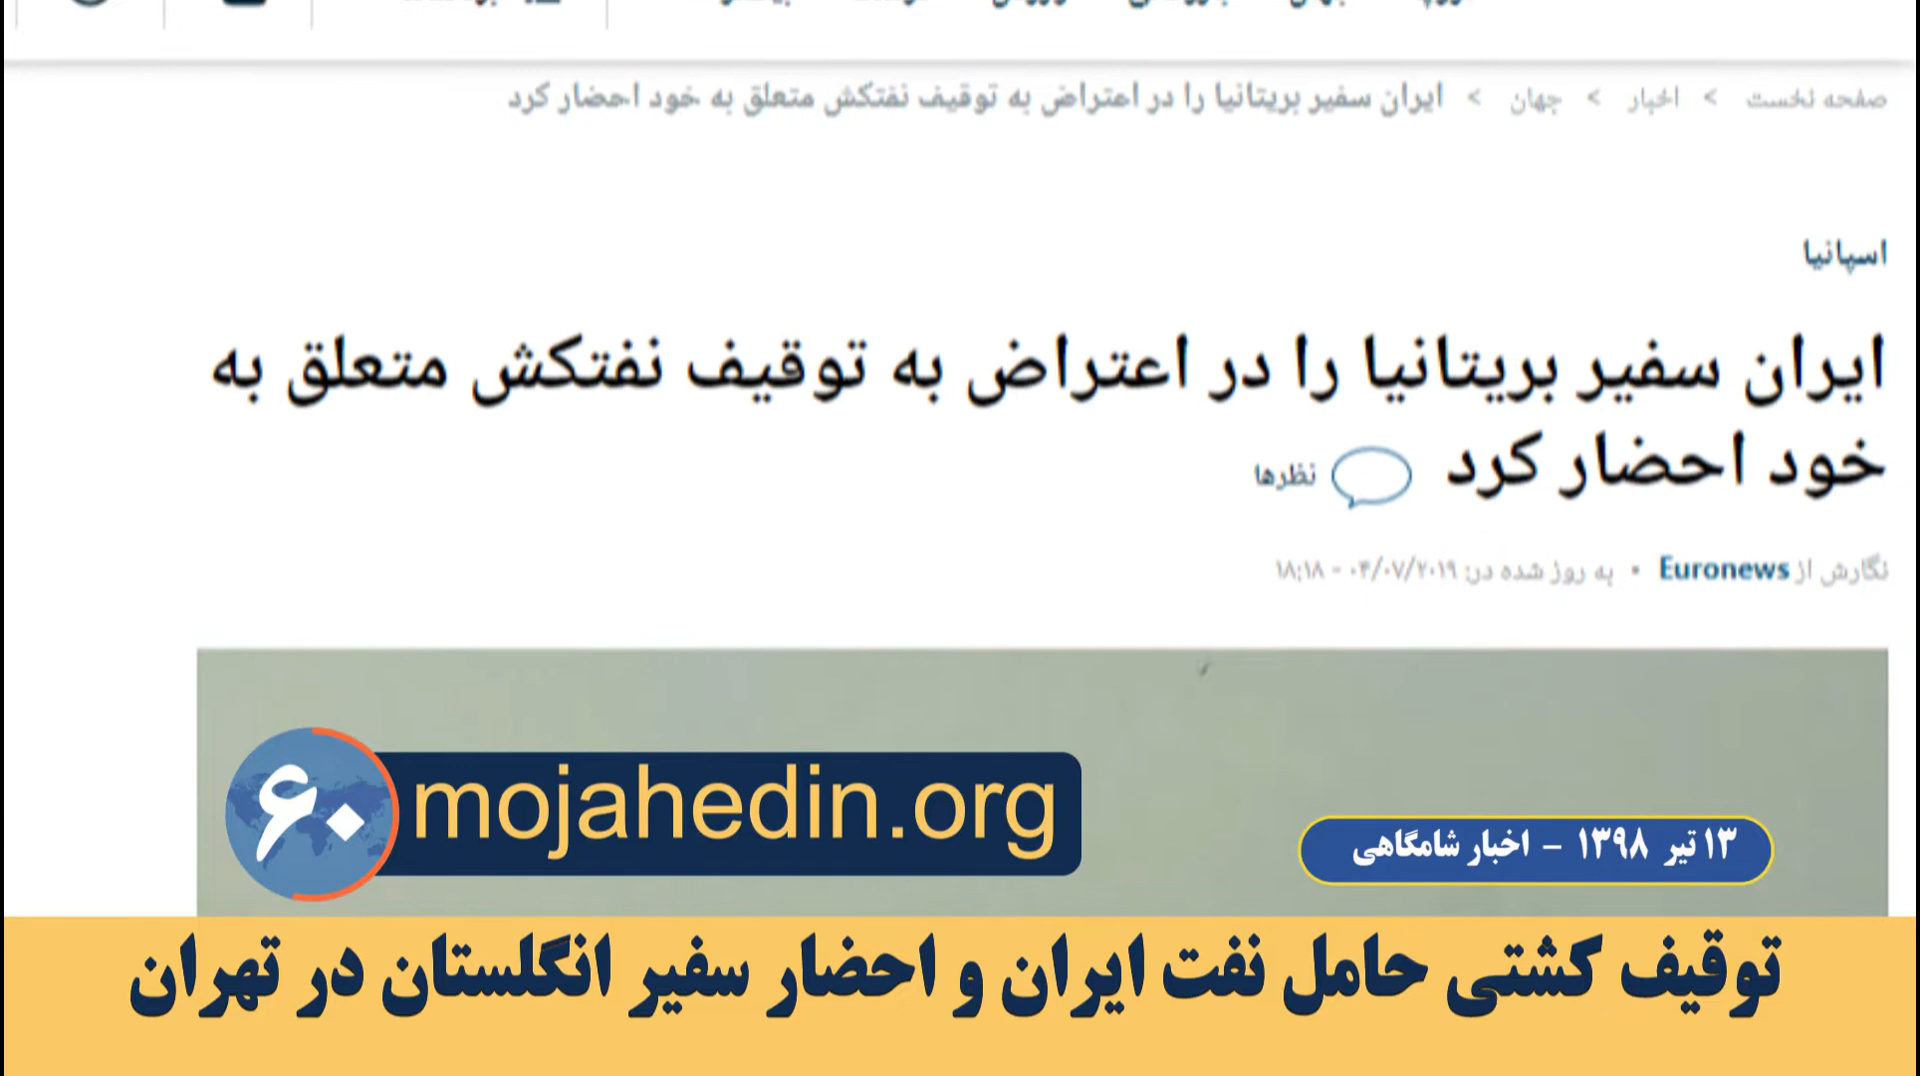 صفحه نخست > اخبار > جهان > ایران سفیر بریتانیا را در اعتراض به توقیف نفتکش متعلق به خود احضار کرد
اسپانیا
ایران سفیر بریتانیا را در اعتراض به توقیف نفتکش متعلق به
خود احضار کرد نظرها
نگارش از Euronews • به روز شده در: ۰۴/۰۷/۲۰۱۹ - ۱۸:۱۸
۶۰ mojahedin.org
۱۳ تیر ۱۳۹۸ - اخبار شامگاهی
توقیف کشتی حامل نفت ایران و احضار سفیر انگلستان در تهران